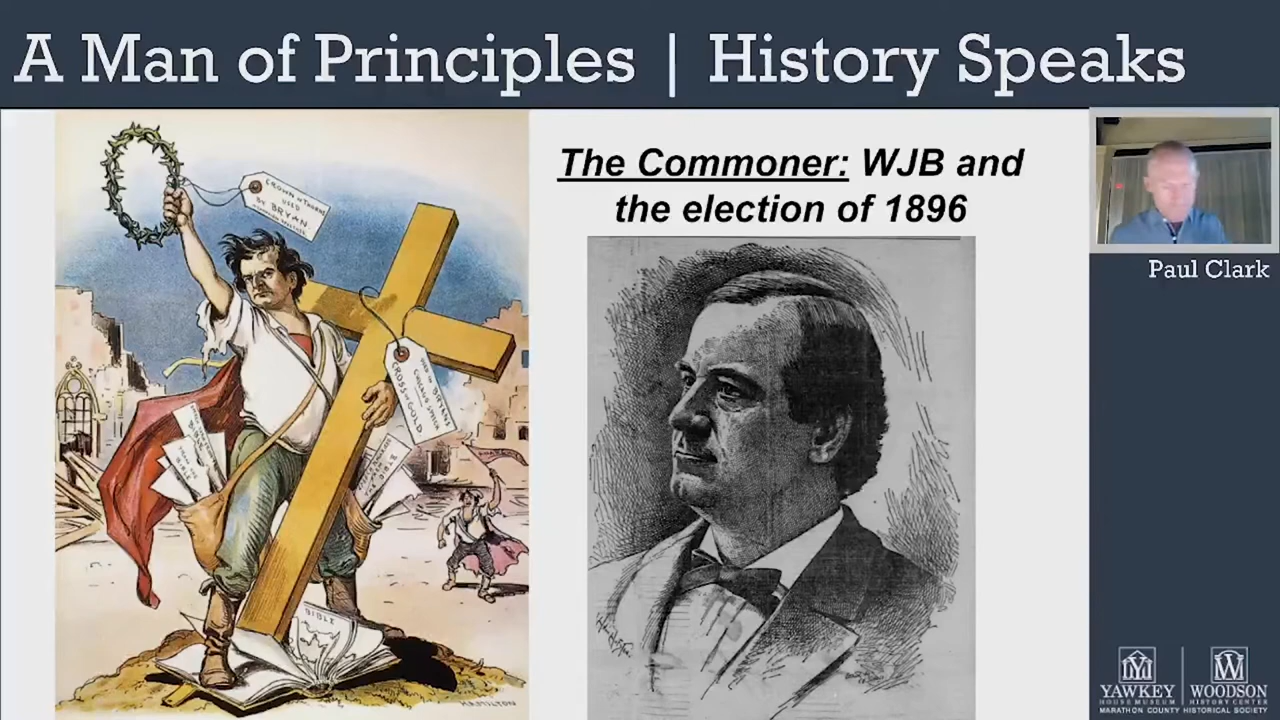 A Man of Principles | History Speaks
The Commoner: WJB and
the election of 1896
Paul Clark
CROWN OF THORNS
USED
BY BRYAN
CROSS OF GOLD
BIBLE
HAMILTON
YAWKEY
HOUSE MUSEUM
WOODSON
HISTORY CENTER
MARATHON COUNTY HISTORICAL SOCIETY